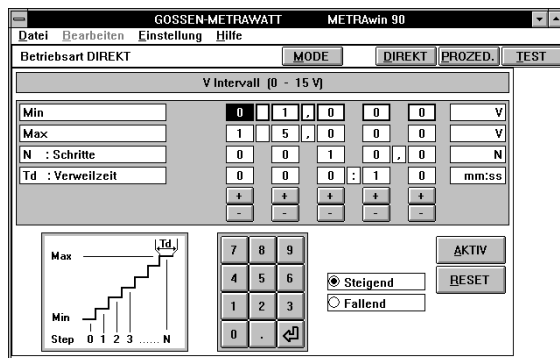 GOSSEN-METRAWATT METRAwin 90
Datei Bearbeiten Einstellung Hilfe
Betriebsart DIREKT MODE DIREKT PROZED. TEST
V Intervall (0 - 15 V)
Min 0 1 , 0 0 0 V
Max 1 5 , 0 0 0 V
N : Schritte 0 0 1 0 , 0 N
Td : Verweilzeit 0 0 0 : 1 0 mm:ss
+ + + + +
- - - - -
Max Td
Min
Step 0 1 2 3 ...... N
7 8 9
4 5 6
1 2 3
0 .
Steigend
Fallend
AKTIV
RESET